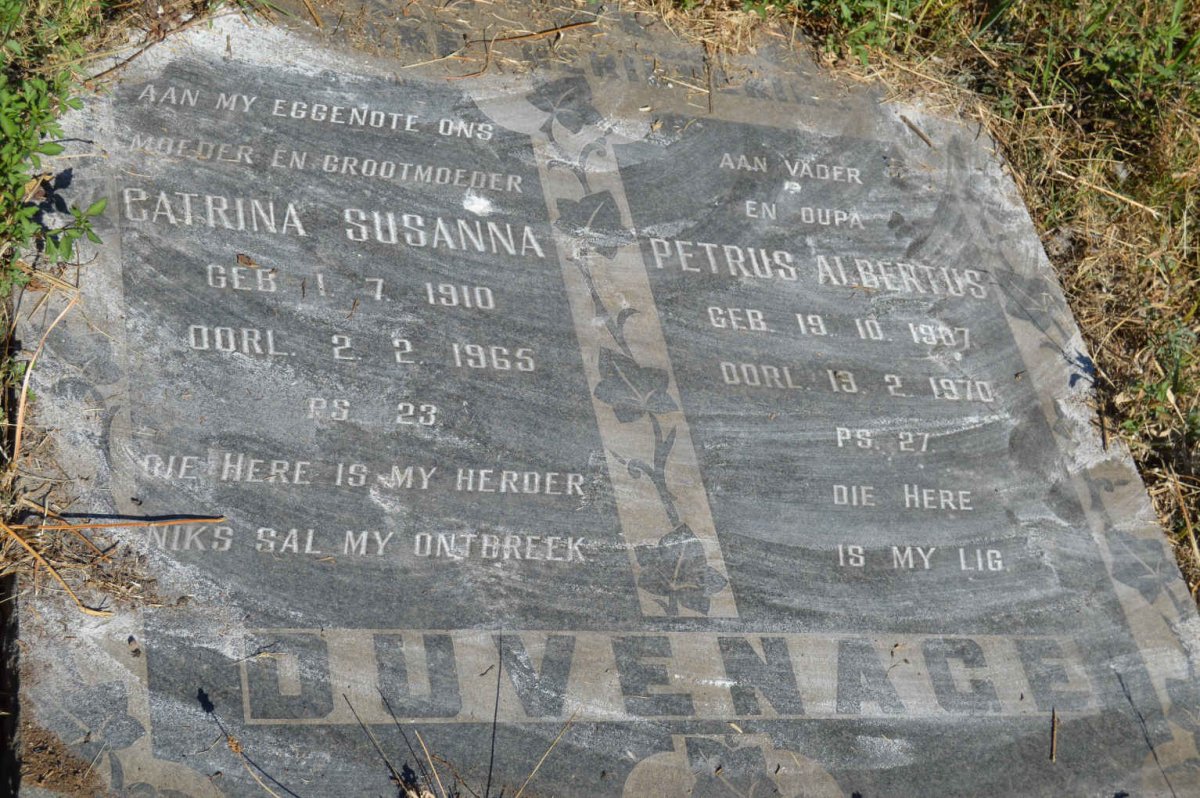 AAN MY EGGENOTE ONS
MOEDER EN GROOTMOEDER
CATRINA SUSANNA
GEB 1 7 1910
OORL. 2 2 1965
PS 23
DIE HERE IS MY HERDER
NIKS SAL MY ONTBREEK
AAN VADER
EN OUPA
PETRUS ALBERTUS
GEB. 19 10 1907
OORL. 13 2 1970
PS. 27
DIE HERE
IS MY LIG.
DUVENAGE